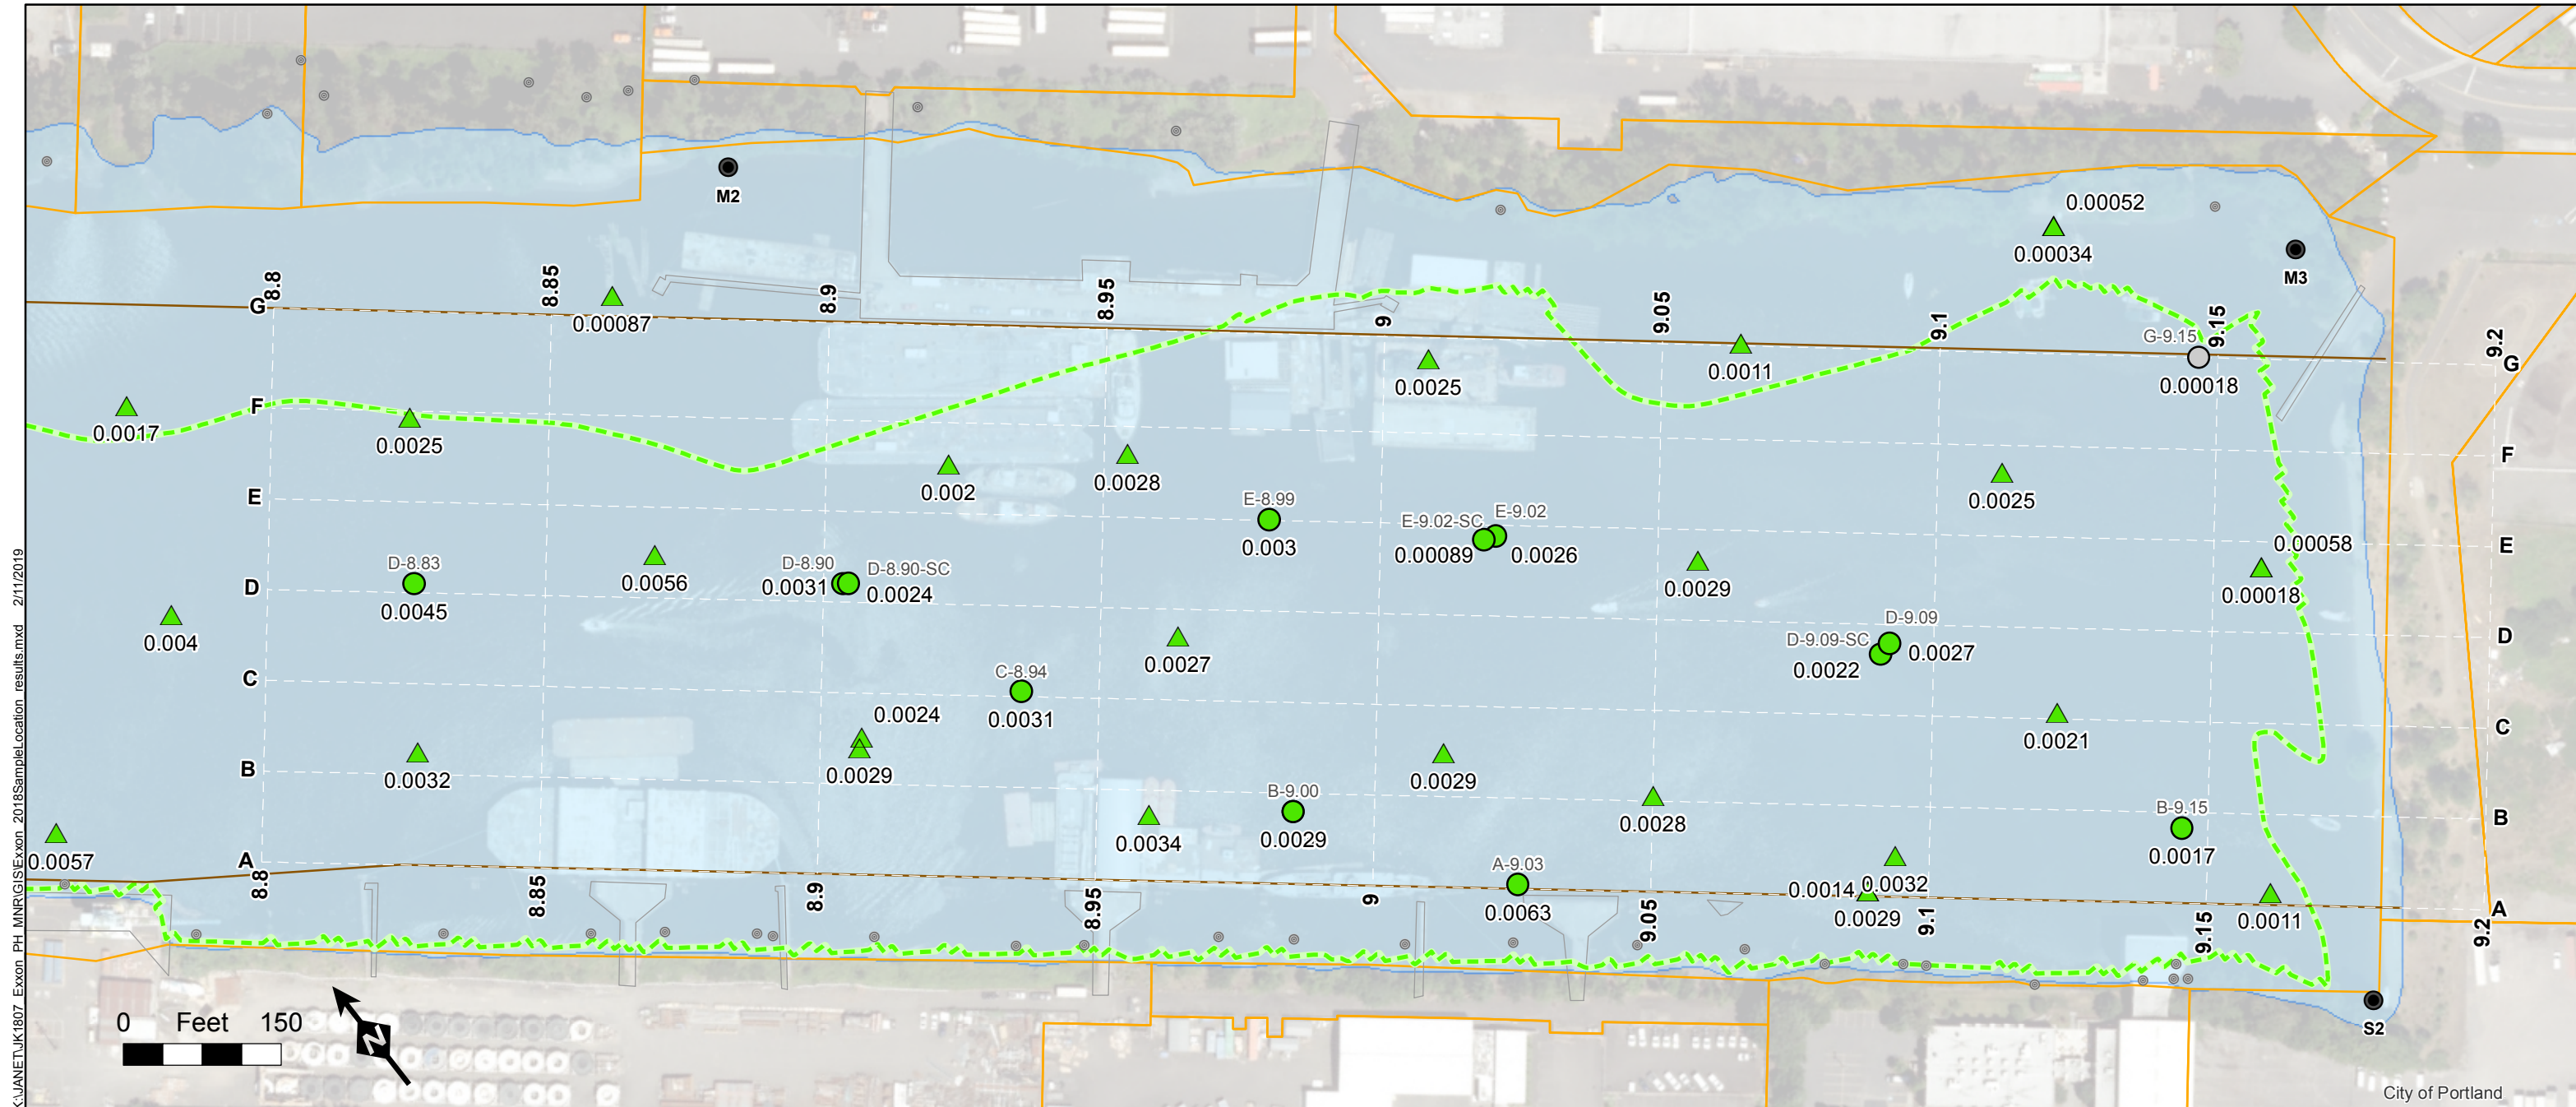 M2
M3
0.00052
0.00034
8.8
8.85
8.9
8.95
9
9.05
9.1
9.15
9.2
G
G
0.00087
G-9.15
0.00018
0.0011
0.0025
F
F
0.0017
0.0025
0.002
0.0028
0.0025
E
E
E-8.99
0.003
E-9.02-SC
E-9.02
0.00089
0.0026
0.00058
0.00018
0.0056
0.0029
D-8.83
0.0045
D-8.90
D-8.90-SC
0.0031
0.0024
D
D
0.004
0.0027
D-9.09
D-9.09-SC
0.0022
0.0027
C
C
C-8.94
0.0031
0.0024
0.0029
0.0021
0.0032
0.0029
B
B
0.0034
B-9.00
0.0029
0.0028
B-9.15
0.0017
0.0057
A
A
A-9.03
0.0063
0.0014
0.0032
0.0029
0.0011
8.8
8.85
8.9
8.95
9
9.05
9.1
9.15
9.2
S2
0 Feet 150
N
City of Portland
K:\JANET\JK1807_Exxon_PH_MNR\GIS\Exxon_2018SampleLocation_results.mxd 2/11/2019